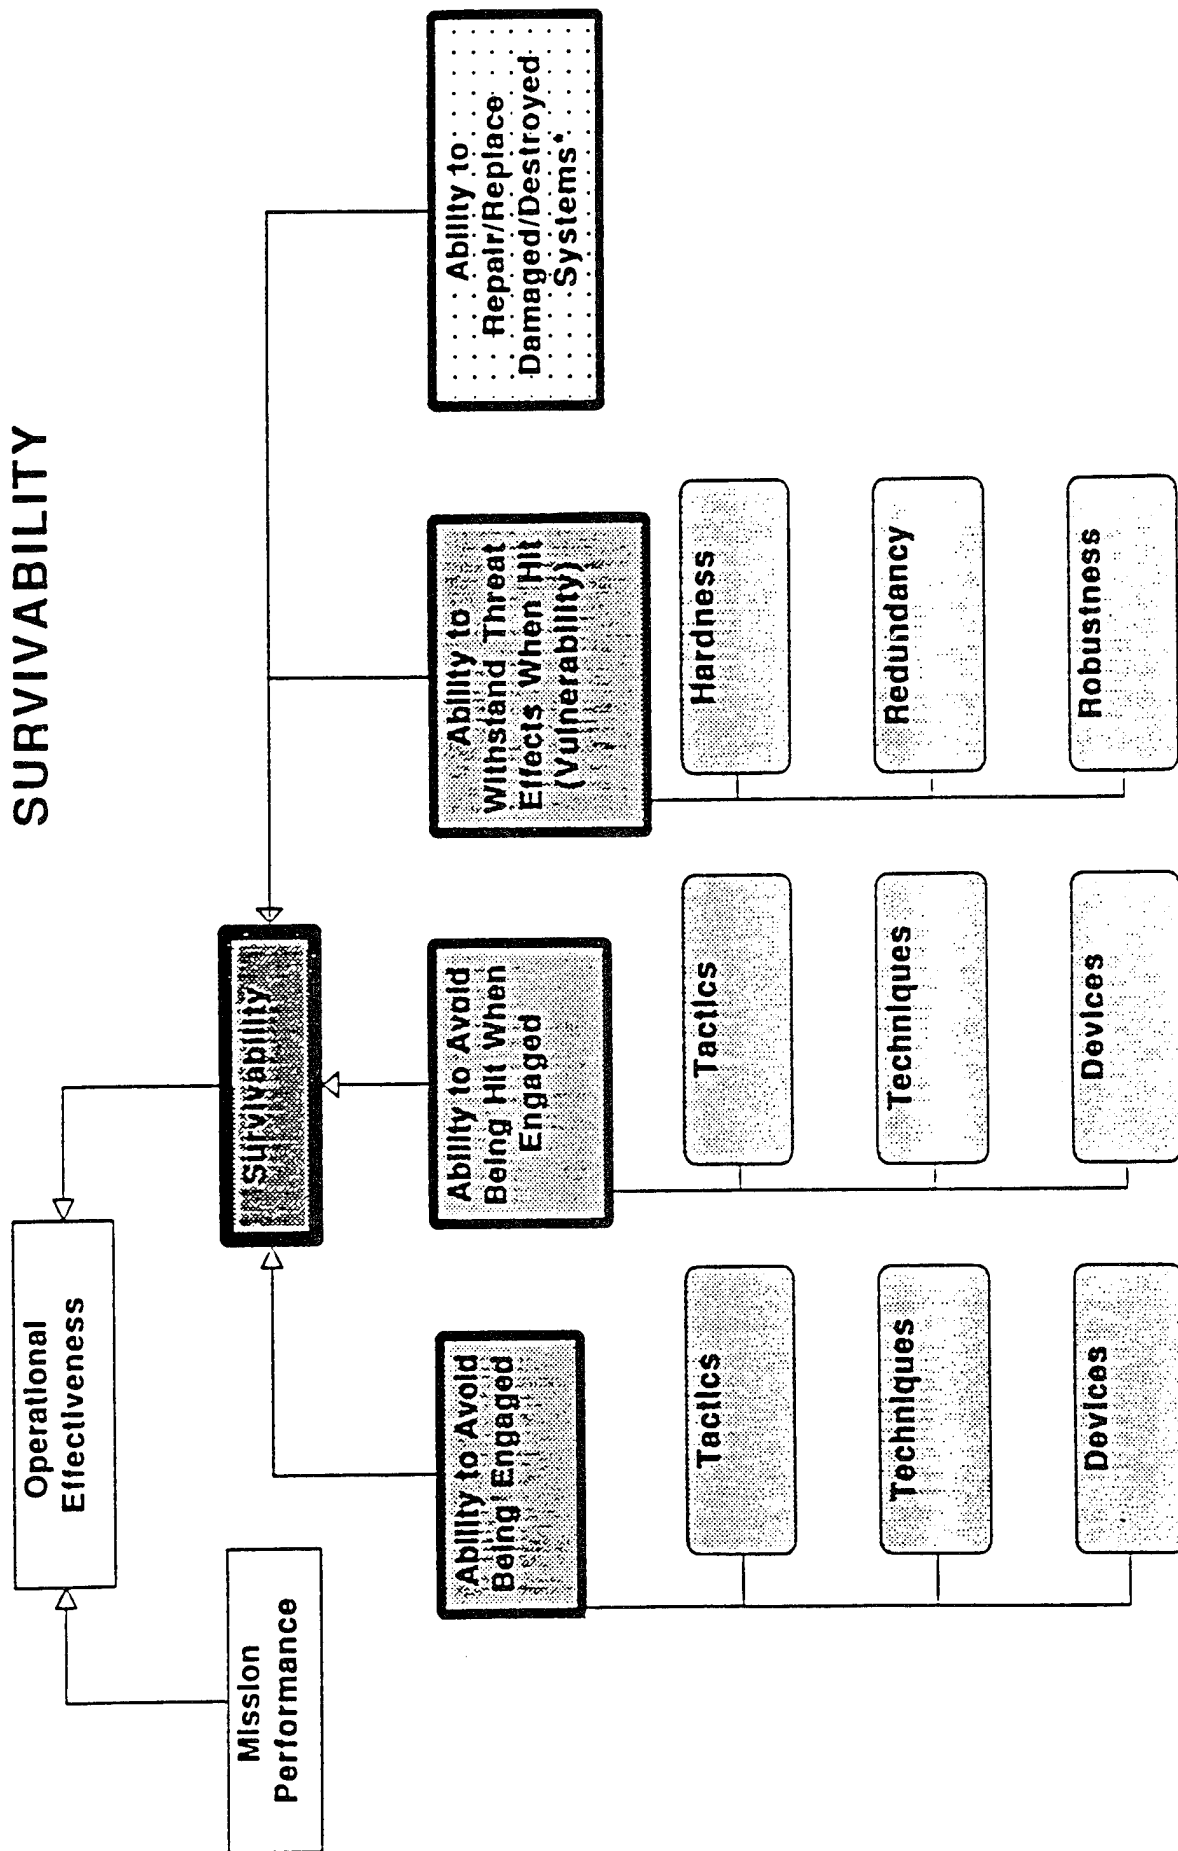 SURVIVABILITY
Operational
Effectiveness
Mission
Performance
Survivability
Ability to Avoid
Being Engaged
Tactics
Techniques
Devices
Ability to Avoid
Being Hit When
Engaged
Tactics
Techniques
Devices
Ability to
Withstand Threat
Effects When Hit
(Vulnerability)
Hardness
Redundancy
Robustness
Ability to
Repair/Replace
Damaged/Destroyed
Systems*